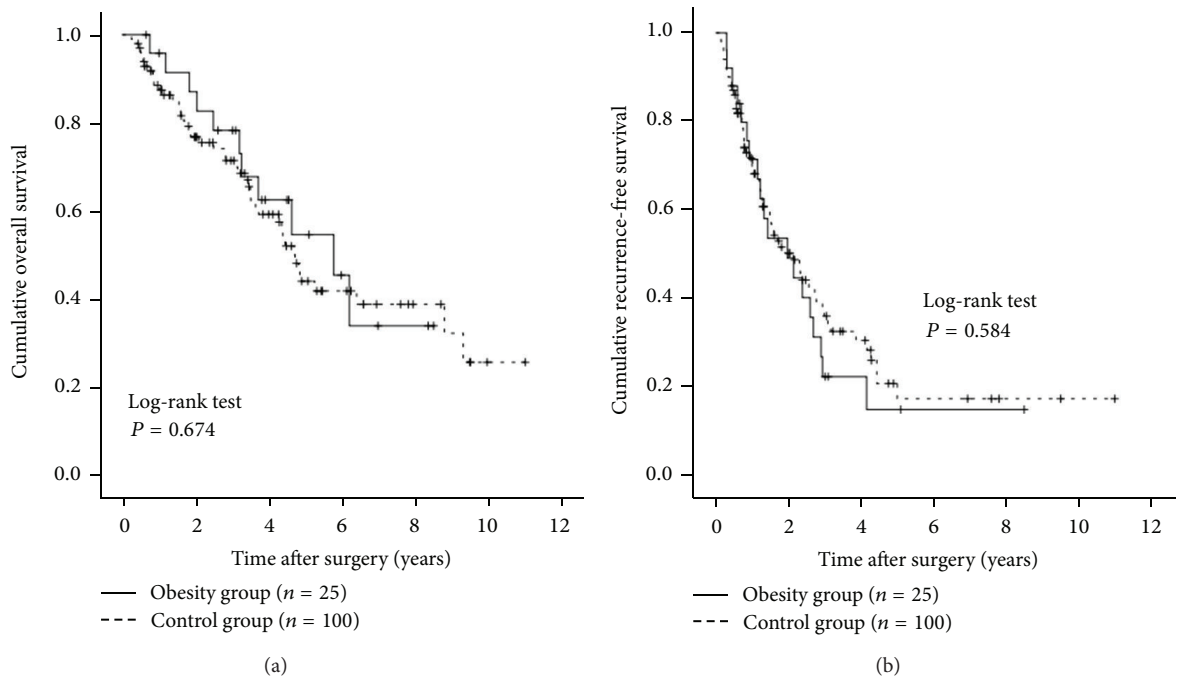 Cumulative overall survival
1.0
0.8
0.6
0.4
0.2
0.0
Log-rank test
P = 0.674
0 2 4 6 8 10 12
Time after surgery (years)
Obesity group (n = 25)
Control group (n = 100)
(a)
Cumulative recurrence-free survival
1.0
0.8
0.6
0.4
0.2
0.0
Log-rank test
P = 0.584
0 2 4 6 8 10 12
Time after surgery (years)
Obesity group (n = 25)
Control group (n = 100)
(b)